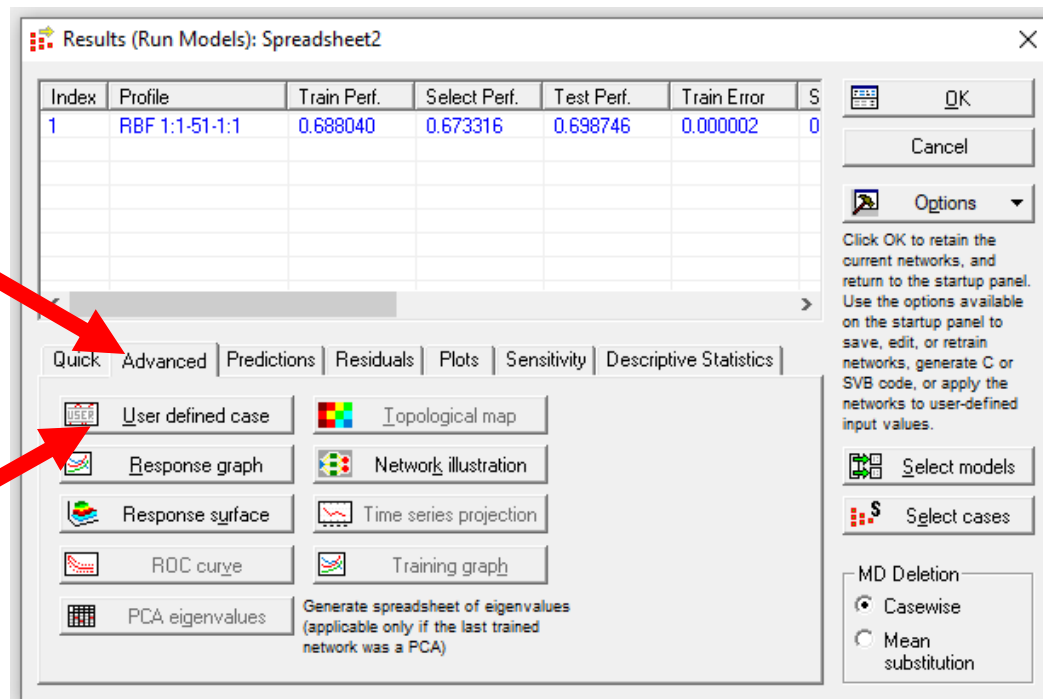 Results (Run Models): Spreadsheet2
Index Profile Train Perf. Select Perf. Test Perf. Train Error S
1 RBF 1:1-51-1:1 0.688040 0.673316 0.698746 0.000002 0
OK
Cancel
Options
Click OK to retain the
current networks, and
return to the startup panel.
Use the options available
on the startup panel to
save, edit, or retrain
networks, generate C or
SVB code, or apply the
networks to user-defined
input values.
Select models
S Select cases
MD Deletion
Casewise
Mean
substitution
Quick Advanced Predictions Residuals Plots Sensitivity Descriptive Statistics
USER User defined case Topological map
Response graph Network illustration
Response surface Time series projection
ROC curve Training graph
PCA eigenvalues
Generate spreadsheet of eigenvalues
(applicable only if the last trained
network was a PCA)